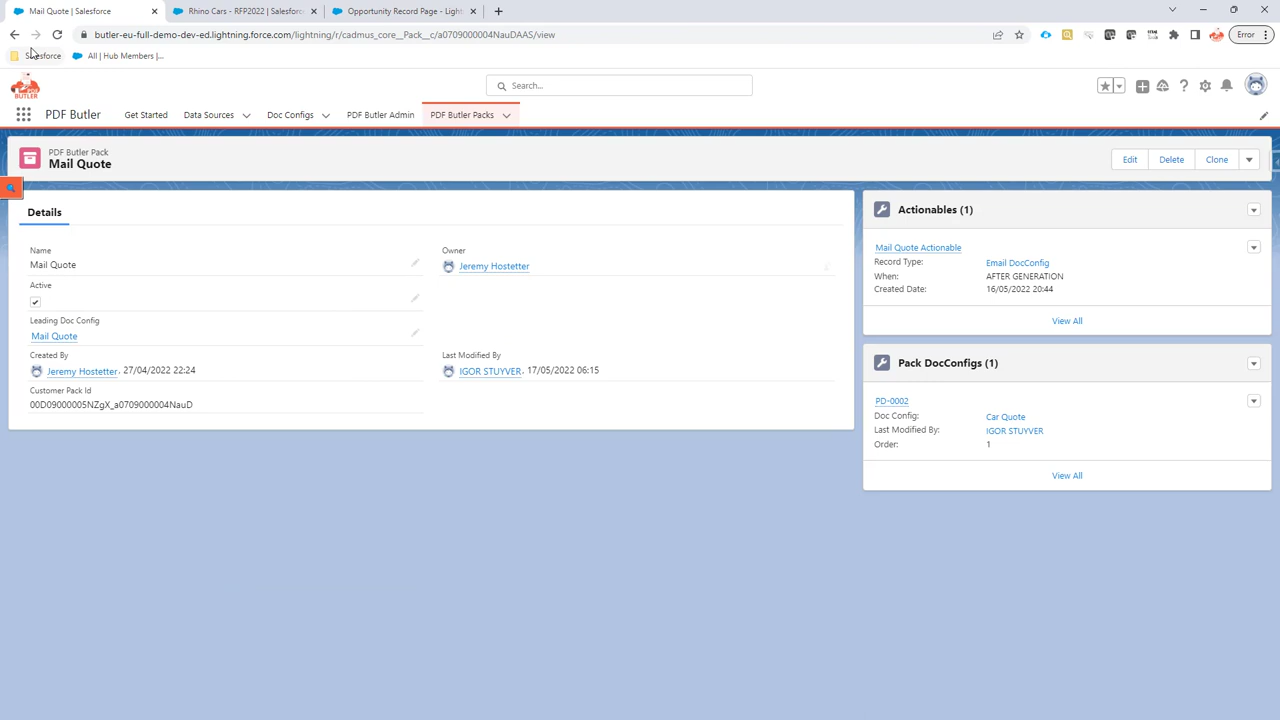 Mail Quote | Salesforce
Rhino Cars - RFP2022 | Salesforc
Opportunity Record Page - Light
butler-eu-full-demo-dev-ed.lightning.force.com/lightning/r/cadmus_core__Pack__c/a0709000004NauDAAS/view
Error
Salesforce
All | Hub Members |...
Search...
PDF BUTLER
PDF Butler
Get Started
Data Sources
Doc Configs
PDF Butler Admin
PDF Butler Packs
PDF Butler Pack
Mail Quote
Edit
Delete
Clone
Details
Name
Mail Quote
Owner
Jeremy Hostetter
Active
Leading Doc Config
Mail Quote
Created By
Jeremy Hostetter, 27/04/2022 22:24
Last Modified By
IGOR STUYVER, 17/05/2022 06:15
Customer Pack Id
00D09000005NZgX_a0709000004NauD
Actionables (1)
Mail Quote Actionable
Record Type: Email DocConfig
When: AFTER GENERATION
Created Date: 16/05/2022 20:44
View All
Pack DocConfigs (1)
PD-0002
Doc Config: Car Quote
Last Modified By: IGOR STUYVER
Order: 1
View All